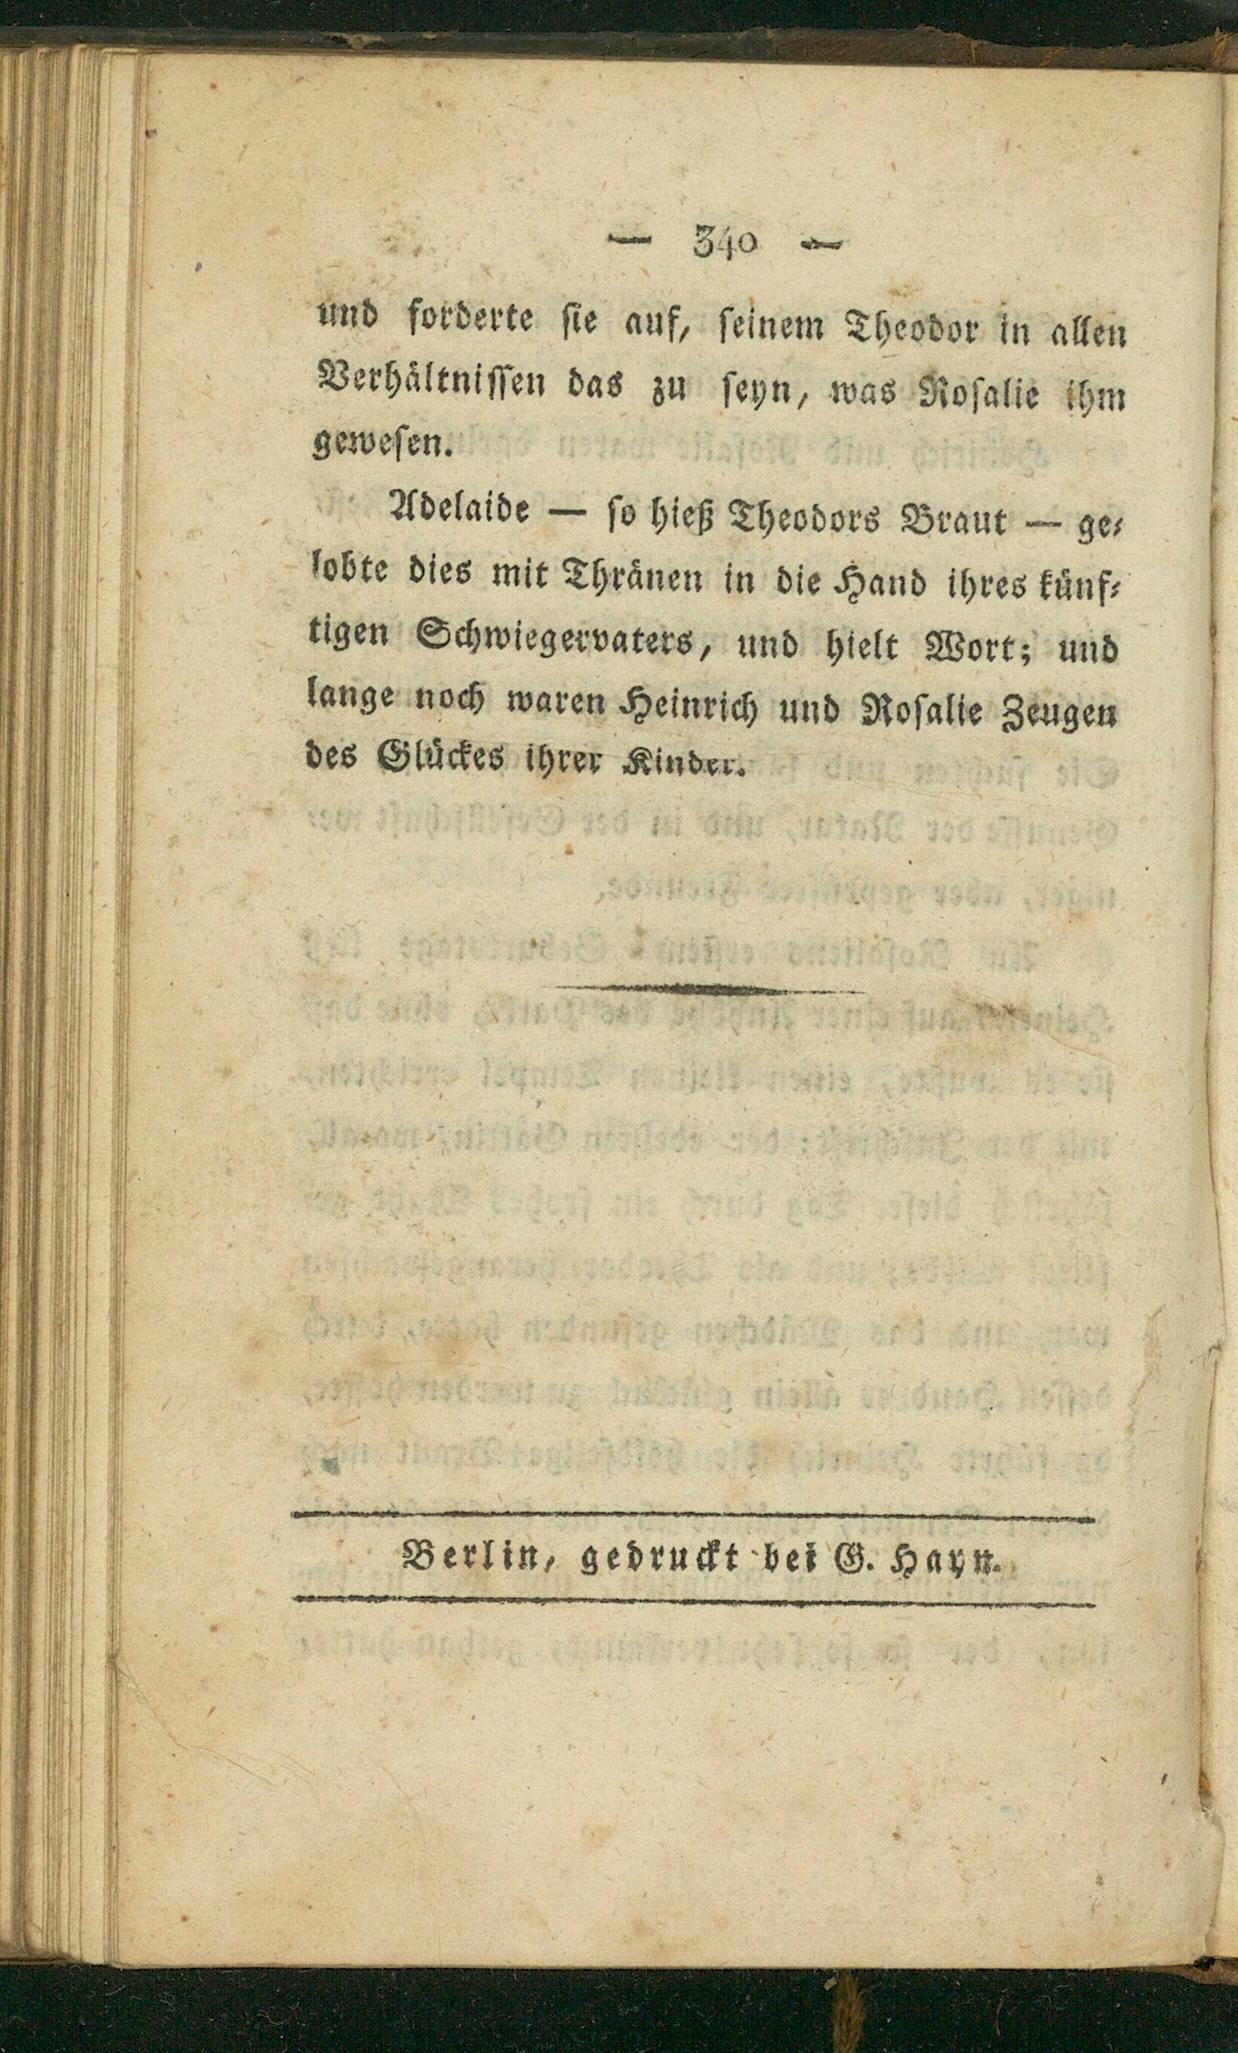 — 340 —
und forderte ſie auf, ſeinem Theodor in allen
Verhältniſſen das zu ſeyn, was Roſalie ihm
geweſen.
Adelaide — ſo hieß Theodors Braut — ge⸗
lobte dies mit Thränen in die Hand ihres künf⸗
tigen Schwiegervaters, und hielt Wort; und
lange noch waren Heinrich und Roſalie Zeugen
des Glückes ihrer Kinder.
Berlin, gedruckt bei G. Hayn.